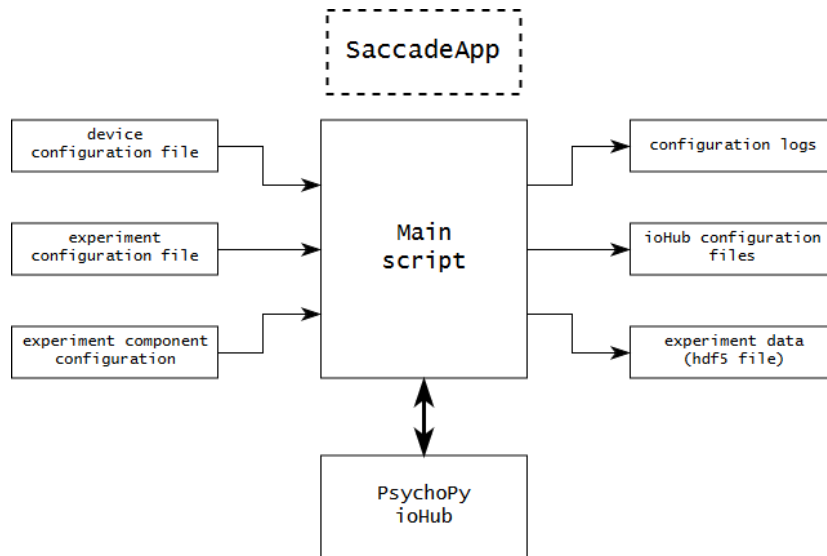 SaccadeApp
device
configuration file
experiment
configuration file
experiment component
configuration
Main
script
configuration logs
ioHub configuration
files
experiment data
(hdf5 file)
PsychoPy
ioHub